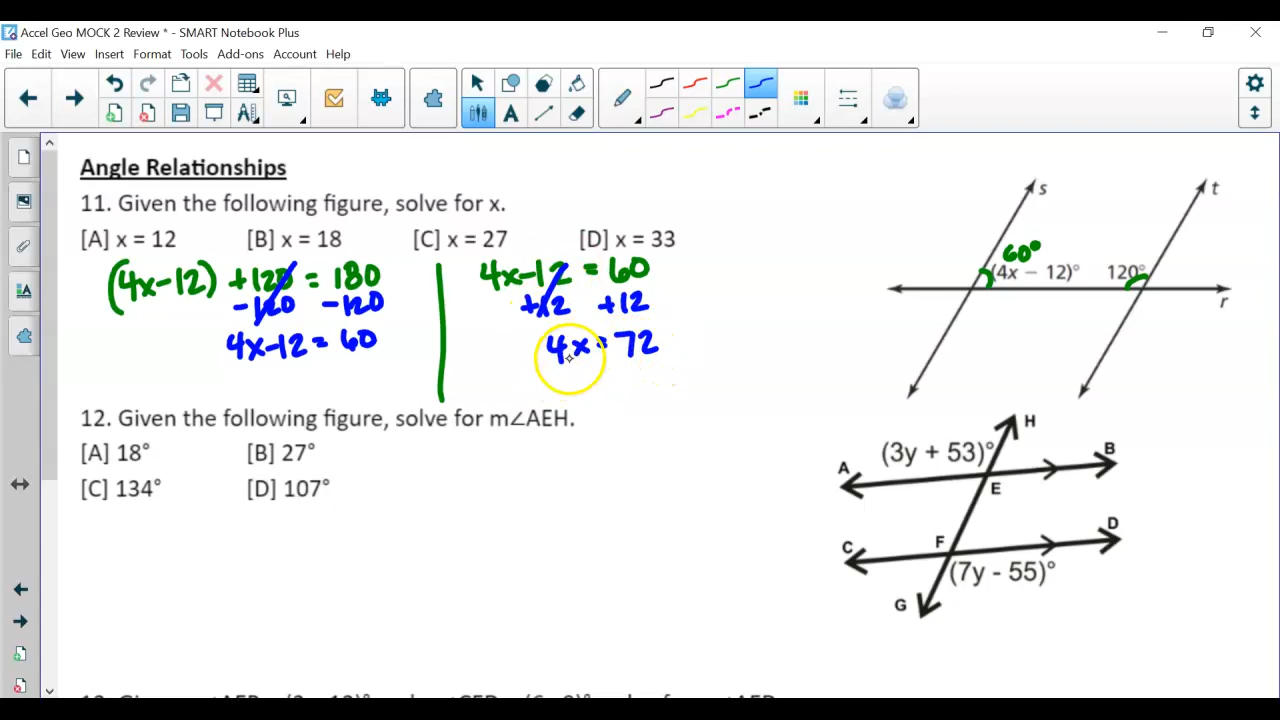 Accel Geo MOCK 2 Review * - SMART Notebook Plus
File Edit View Insert Format Tools Add-ons Account Help
Angle Relationships
11. Given the following figure, solve for x.
[A] x = 12 [B] x = 18 [C] x = 27 [D] x = 33
(4x-12) +120 = 180
-120 -120
4x-12 = 60
4x-12 = 60
+12 +12
4x = 72
s
t
60°
(4x − 12)° 120°
r
12. Given the following figure, solve for m∠AEH.
[A] 18° [B] 27°
[C] 134° [D] 107°
H
(3y + 53)°
B
A
E
D
F
C
(7y - 55)°
G